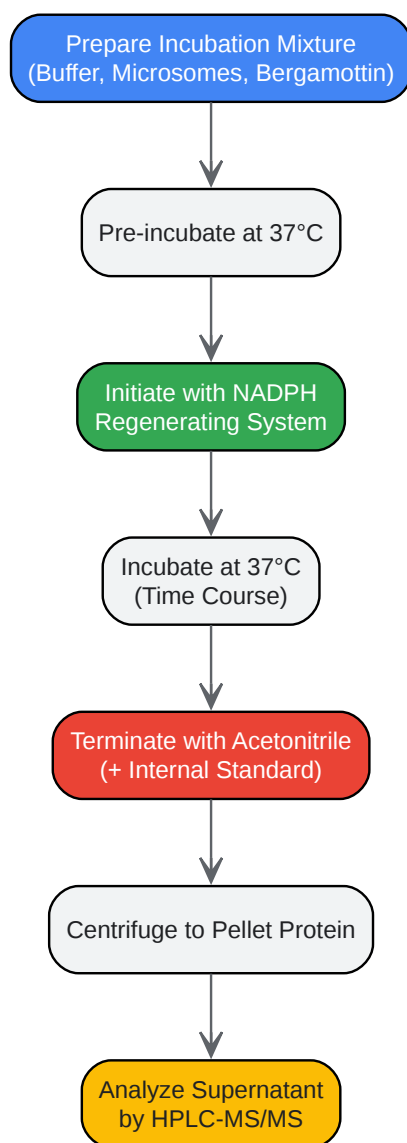 Prepare Incubation Mixture
(Buffer, Microsomes, Bergamottin)
Pre-incubate at 37°C
Initiate with NADPH
Regenerating System
Incubate at 37°C
(Time Course)
Terminate with Acetonitrile
(+ Internal Standard)
Centrifuge to Pellet Protein
Analyze Supernatant
by HPLC-MS/MS